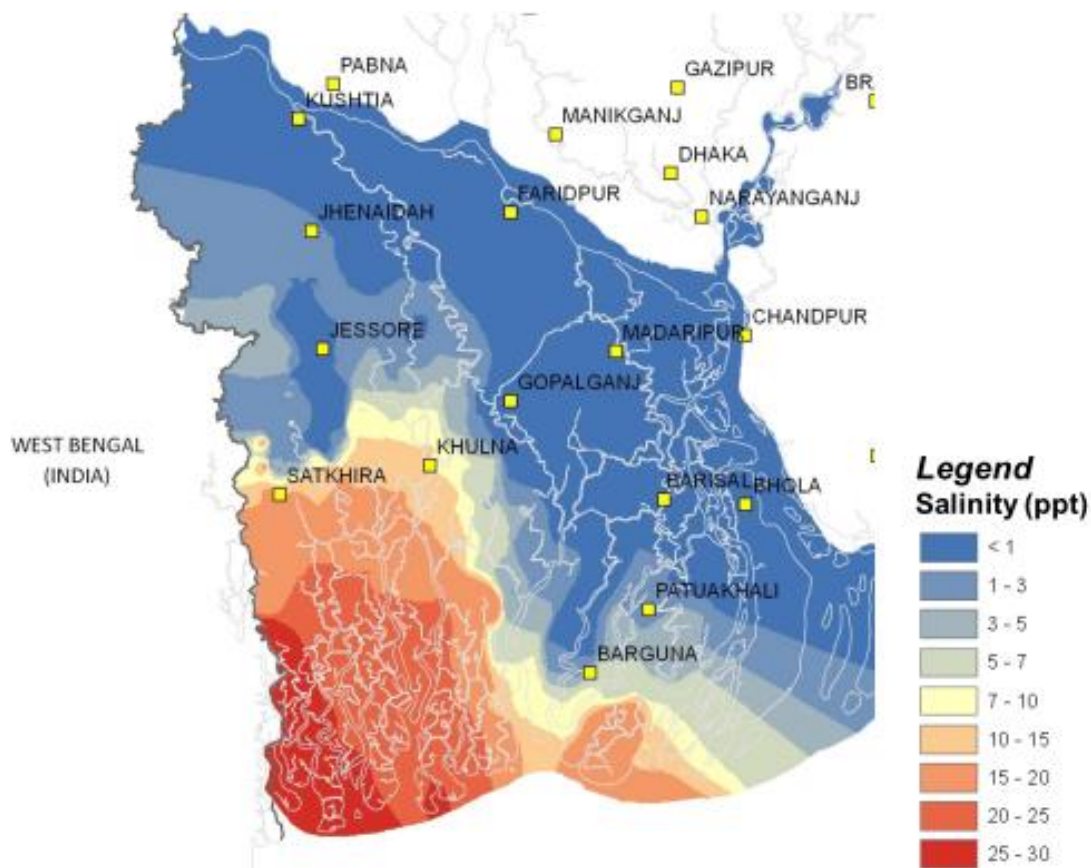 PABNA
GAZIPUR
BR
KUSHTIA
MANIKGANJ
DHAKA
FARIDPUR
NARAYANGANJ
JHENAIDAH
JESSORE
MADARIPUR
CHANDPUR
GOPALGANJ
WEST BENGAL
(INDIA)
KHULNA
SATKHIRA
BARISAL
BHOLA
PATUAKHALI
BARGUNA
Legend
Salinity (ppt)
< 1
1 - 3
3 - 5
5 - 7
7 - 10
10 - 15
15 - 20
20 - 25
25 - 30